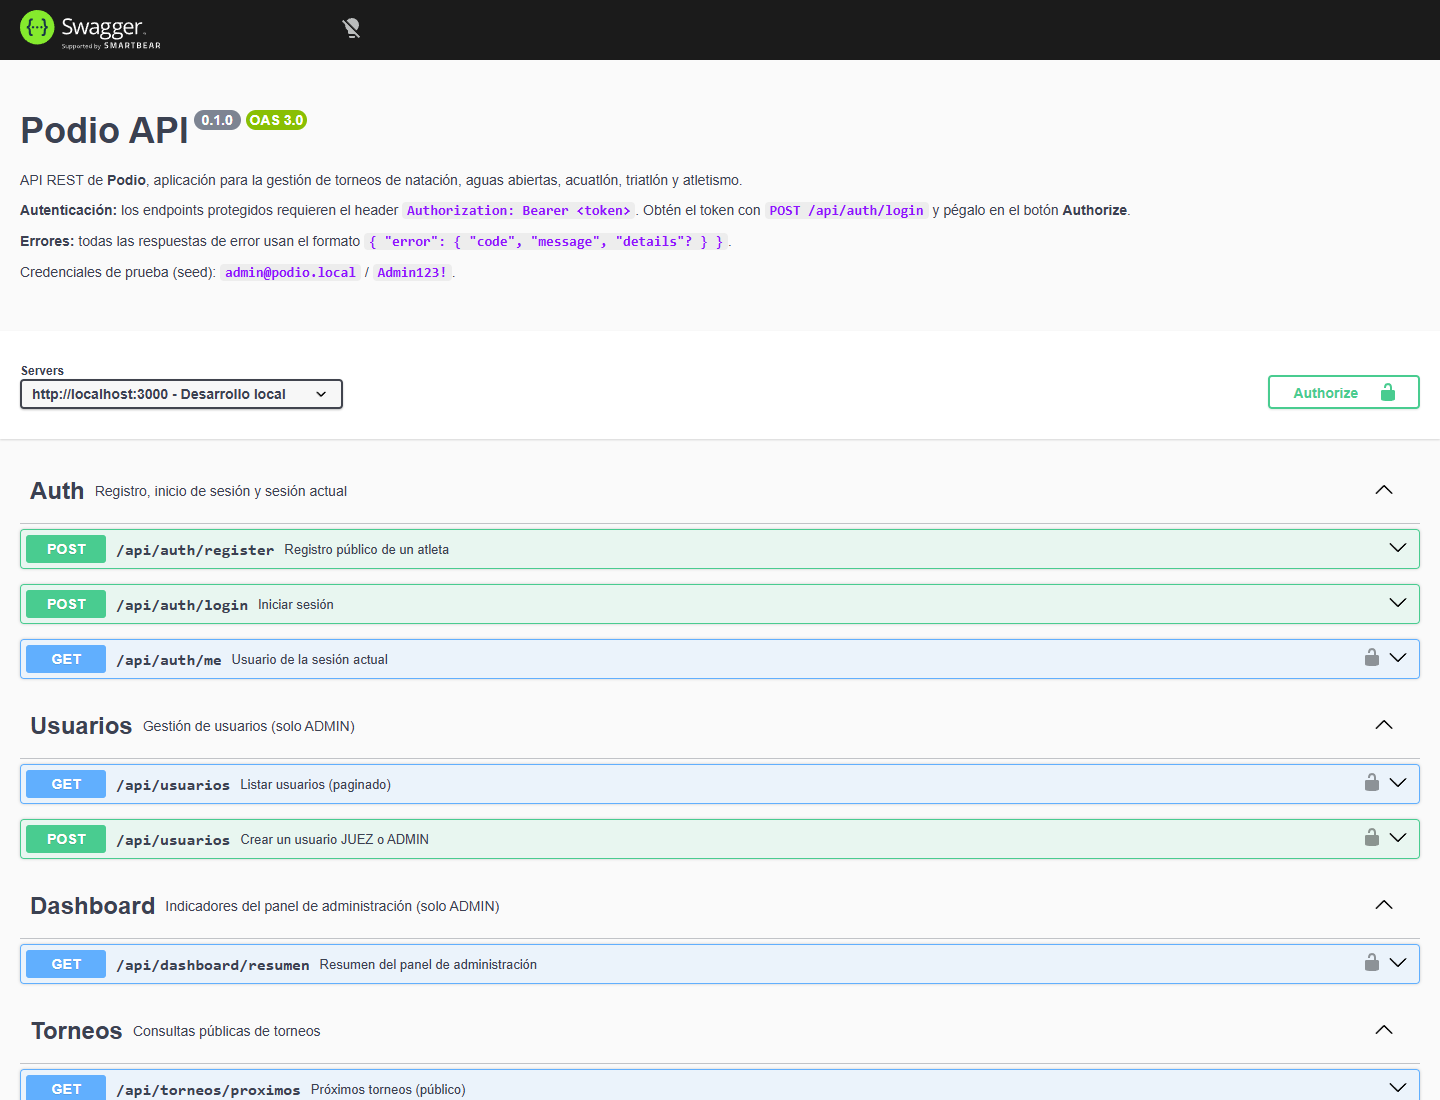 Swagger
Supported by SMARTBEAR
Podio API 0.1.0 OAS 3.0
API REST de Podio, aplicación para la gestión de torneos de natación, aguas abiertas, acuatlón, triatlón y atletismo.
Autenticación: los endpoints protegidos requieren el header Authorization: Bearer <token>. Obtén el token con POST /api/auth/login y pégalo en el botón Authorize.
Errores: todas las respuestas de error usan el formato { "error": { "code", "message", "details"? } }.
Credenciales de prueba (seed): admin@podio.local / Admin123!.
Servers
http://localhost:3000 - Desarrollo local
Authorize
Auth Registro, inicio de sesión y sesión actual
POST /api/auth/register Registro público de un atleta
POST /api/auth/login Iniciar sesión
GET /api/auth/me Usuario de la sesión actual
Usuarios Gestión de usuarios (solo ADMIN)
GET /api/usuarios Listar usuarios (paginado)
POST /api/usuarios Crear un usuario JUEZ o ADMIN
Dashboard Indicadores del panel de administración (solo ADMIN)
GET /api/dashboard/resumen Resumen del panel de administración
Torneos Consultas públicas de torneos
GET /api/torneos/proximos Próximos torneos (público)